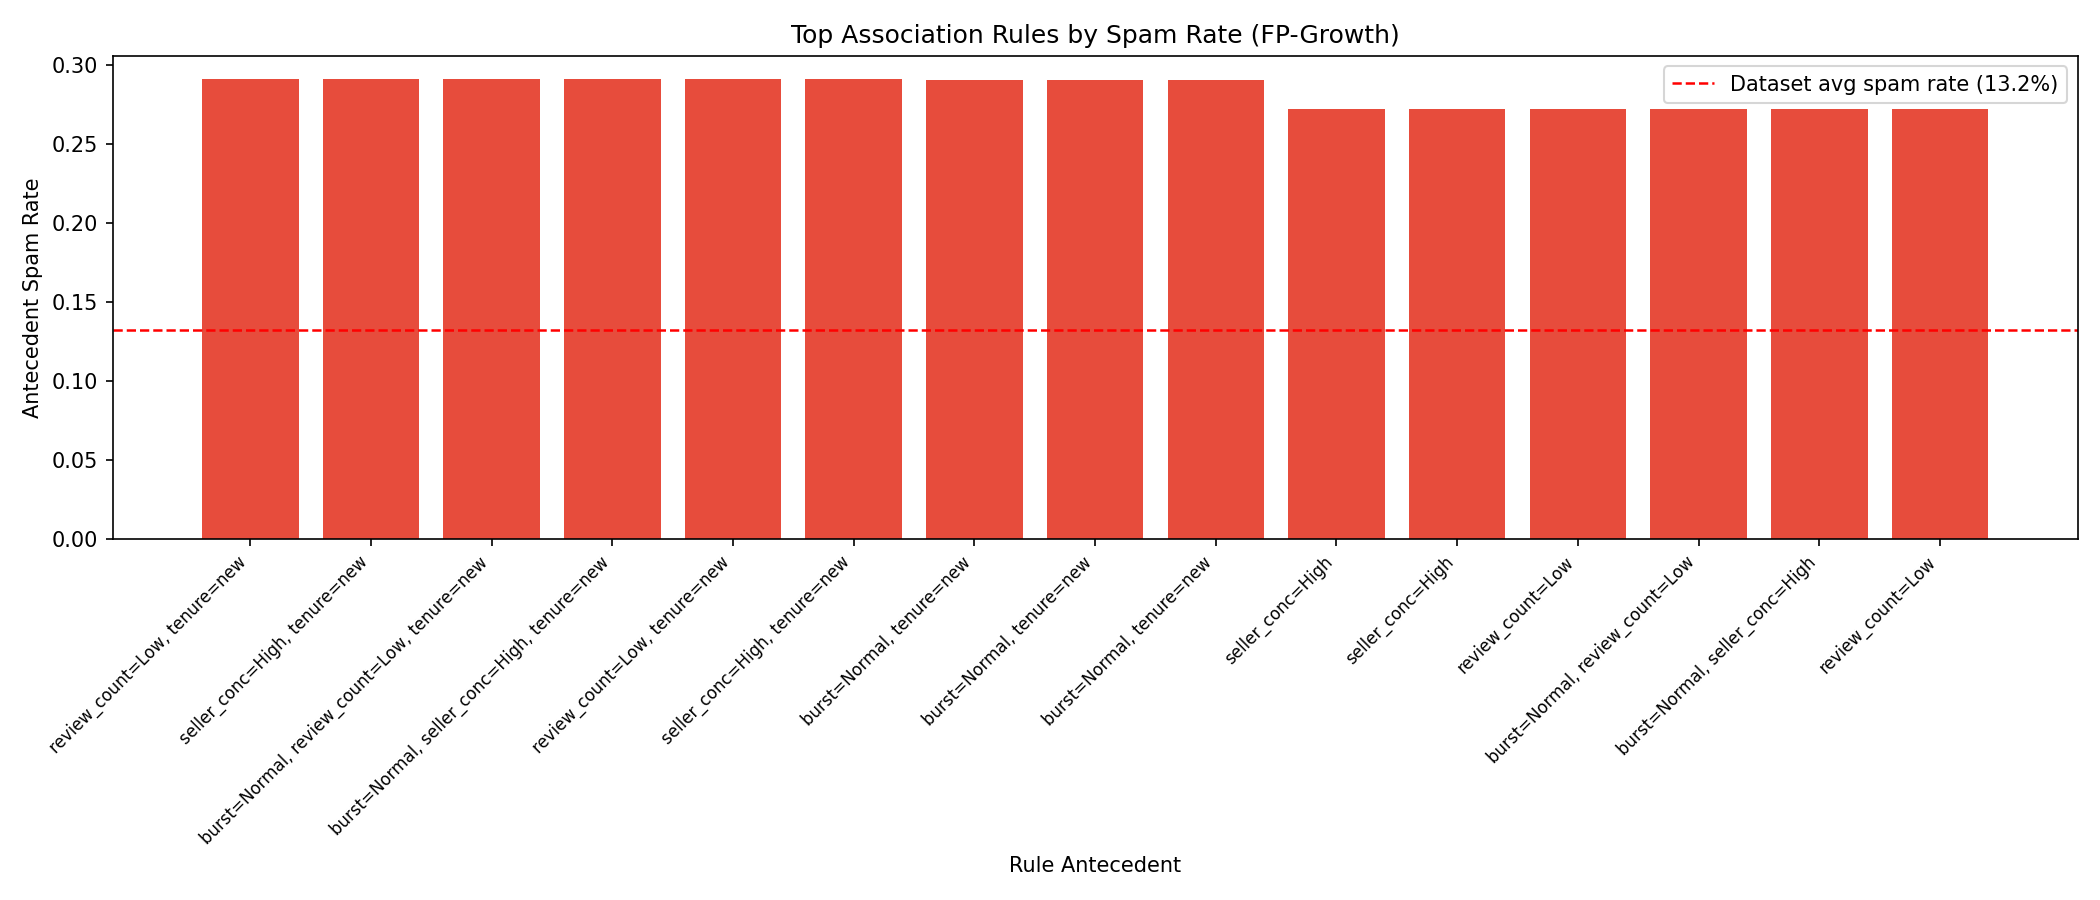 Top Association Rules by Spam Rate (FP-Growth)
Dataset avg spam rate (13.2%)
Antecedent Spam Rate
0.30
0.25
0.20
0.15
0.10
0.05
0.00
review_count=Low, tenure=new
seller_conc=High, tenure=new
burst=Normal, review_count=Low, tenure=new
burst=Normal, seller_conc=High, tenure=new
review_count=Low, tenure=new
seller_conc=High, tenure=new
burst=Normal, tenure=new
burst=Normal, tenure=new
burst=Normal, tenure=new
seller_conc=High
seller_conc=High
review_count=Low
burst=Normal, review_count=Low
burst=Normal, seller_conc=High
review_count=Low
Rule Antecedent